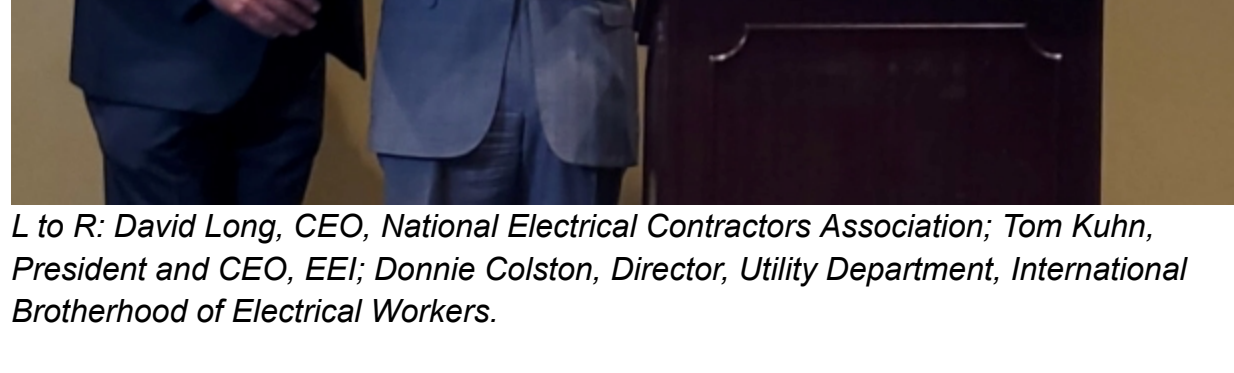 L to R: David Long, CEO, National Electrical Contractors Association; Tom Kuhn,
President and CEO, EEI; Donnie Colston, Director, Utility Department, International
Brotherhood of Electrical Workers.